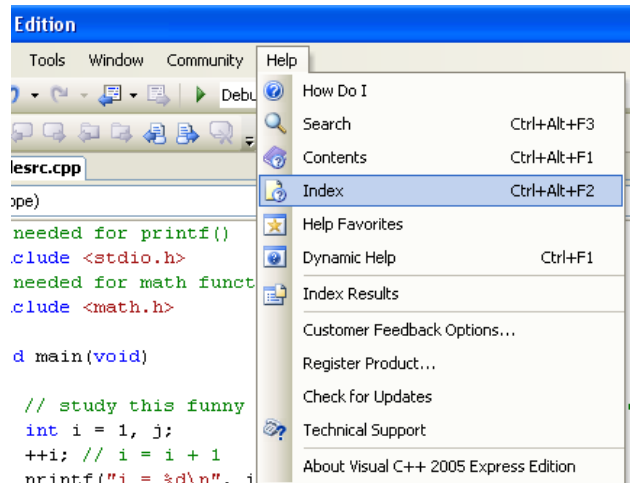 Edition
Tools Window Community Help
Debu
How Do I
Search Ctrl+Alt+F3
Contents Ctrl+Alt+F1
Index Ctrl+Alt+F2
Help Favorites
Dynamic Help Ctrl+F1
Index Results
Customer Feedback Options...
Register Product...
Check for Updates
Technical Support
About Visual C++ 2005 Express Edition
lesrc.cpp
ope)
needed for printf()
clude <stdio.h>
needed for math funct
clude <math.h>
d main(void)
// study this funny
int i = 1, j;
++i; // i = i + 1
printf("i = %d\n", i